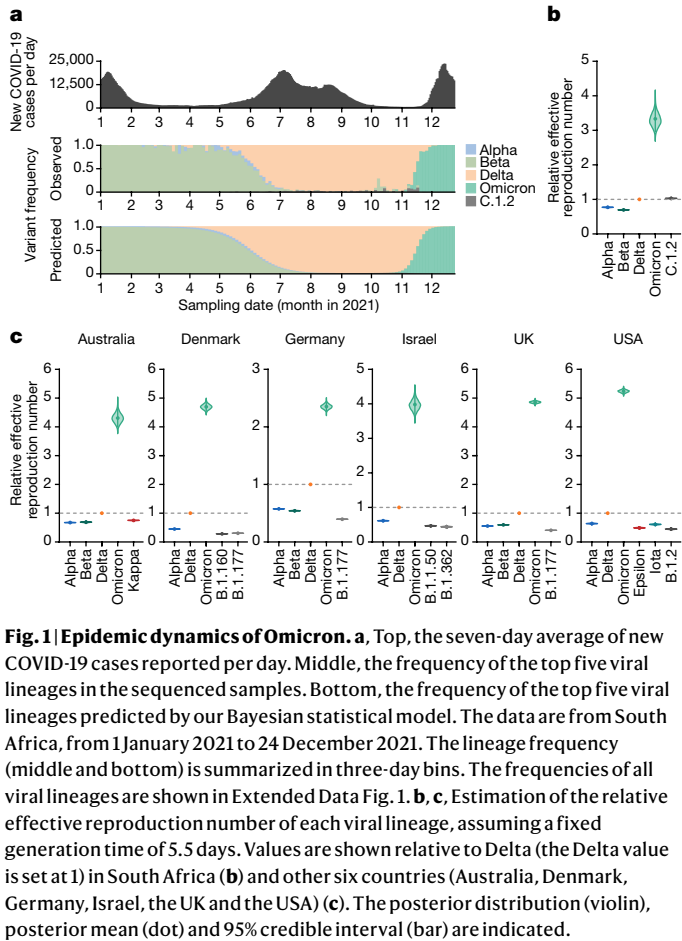 a
New COVID-19
cases per day
25,000
12,500
0
1 2 3 4 5 6 7 8 9 10 11 12
Variant frequency
Observed
1.0
0.5
0
1 2 3 4 5 6 7 8 9 10 11 12
Alpha
Beta
Delta
Omicron
C.1.2
Predicted
1.0
0.5
0
1 2 3 4 5 6 7 8 9 10 11 12
Sampling date (month in 2021)
b
Relative effective
reproduction number
5
4
3
2
1
0
Alpha
Beta
Delta
Omicron
C.1.2
c
Relative effective
reproduction number
Australia
6
5
4
3
2
1
0
Alpha
Beta
Delta
Omicron
Kappa
Denmark
6
5
4
3
2
1
0
Alpha
Delta
Omicron
B.1.160
B.1.177
Germany
3
2
1
0
Alpha
Beta
Delta
Omicron
B.1.177
Israel
5
4
3
2
1
0
Alpha
Delta
Omicron
B.1.1.50
B.1.362
UK
6
5
4
3
2
1
0
Alpha
Beta
Delta
Omicron
B.1.177
USA
6
5
4
3
2
1
0
Alpha
Delta
Omicron
Epsilon
Iota
B.1.2
Fig. 1 | Epidemic dynamics of Omicron. a, Top, the seven-day average of new
COVID-19 cases reported per day. Middle, the frequency of the top five viral
lineages in the sequenced samples. Bottom, the frequency of the top five viral
lineages predicted by our Bayesian statistical model. The data are from South
Africa, from 1 January 2021 to 24 December 2021. The lineage frequency
(middle and bottom) is summarized in three-day bins. The frequencies of all
viral lineages are shown in Extended Data Fig. 1. b, c, Estimation of the relative
effective reproduction number of each viral lineage, assuming a fixed
generation time of 5.5 days. Values are shown relative to Delta (the Delta value
is set at 1) in South Africa (b) and other six countries (Australia, Denmark,
Germany, Israel, the UK and the USA) (c). The posterior distribution (violin),
posterior mean (dot) and 95% credible interval (bar) are indicated.